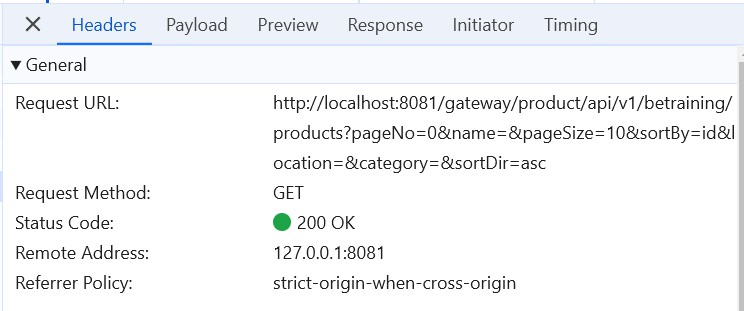 Headers Payload Preview Response Initiator Timing
General
Request URL: http://localhost:8081/gateway/product/api/v1/betraining/
products?pageNo=0&name=&pageSize=10&sortBy=id&l
ocation=&category=&sortDir=asc
Request Method: GET
Status Code: 200 OK
Remote Address: 127.0.0.1:8081
Referrer Policy: strict-origin-when-cross-origin